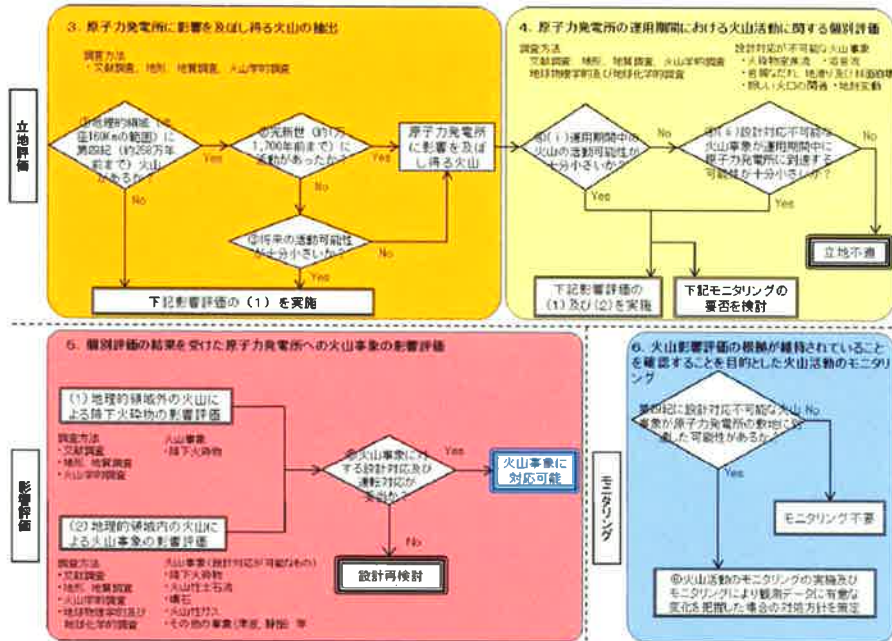 3. 原子力発電所に影響を及ぼし得る火山の抽出
調査方法
・文献調査、地形、地質調査、火山学的調査
立地評価
①地理的領域（半
径160Kmの範囲）に
第四紀（約258万年
前まで）火山
があるか？
Yes
②完新世（約1万
1,700年前まで）に
活動があったか？
Yes
原子力発電所
に影響を及ぼ
し得る火山
No
No
③将来の活動可能性
が十分小さいか？
No
Yes
下記影響評価の（1）を実施
4. 原子力発電所の運用期間における火山活動に関する個別評価
調査方法
文献調査、地形、地質調査、火山学的調査
地球物理学的及び地球化学的調査
設計対応が不可能な火山事象
・火砕物密度流 ・溶岩流
・岩屑なだれ、地滑り及び斜面崩壊
・新しい火口の開口 ・地殻変動
④(ⅰ)運用期間中の
火山の活動可能性が
十分小さいか？
No
④(ⅱ)設計対応不可能
な火山事象が運用期間中に
原子力発電所に到達する
可能性が十分小さいか？
Yes
Yes
No
立地不適
下記影響評価の
(1)及び(2)を実施
下記モニタリングの
要否を検討
影響評価
5. 個別評価の結果を受けた原子力発電所への火山事象の影響評価
(1)地理的領域外の火山に
よる降下火砕物の影響評価
調査方法
・文献調査
・地形、地質調査
・火山学的調査
火山事象
・降下火砕物
(2)地理的領域内の火山に
よる火山事象の影響評価
調査方法
・文献調査
・地形、地質調査
・火山学的調査
・地球物理学的及び
地球化学的調査
火山事象(設計対応が可能なもの)
・降下火砕物
・火山性土石流
・噴石
・火山性ガス
・その他の事象(津波、静振) 等
⑤火山事象に対
する設計対応及び
運転対応が
妥当か？
Yes
火山事象に
対応可能
No
設計再検討
モニタリング
6. 火山影響評価の根拠が維持されていること
を確認することを目的とした火山活動のモニタ
リング
第四紀に設計対応不可能な火山
事象が原子力発電所の敷地に到
達した可能性があるか？
No
Yes
モニタリング不要
⑥火山活動のモニタリングの実施及び
モニタリングにより観測データに有意な
変化を把握した場合の対処方針を策定